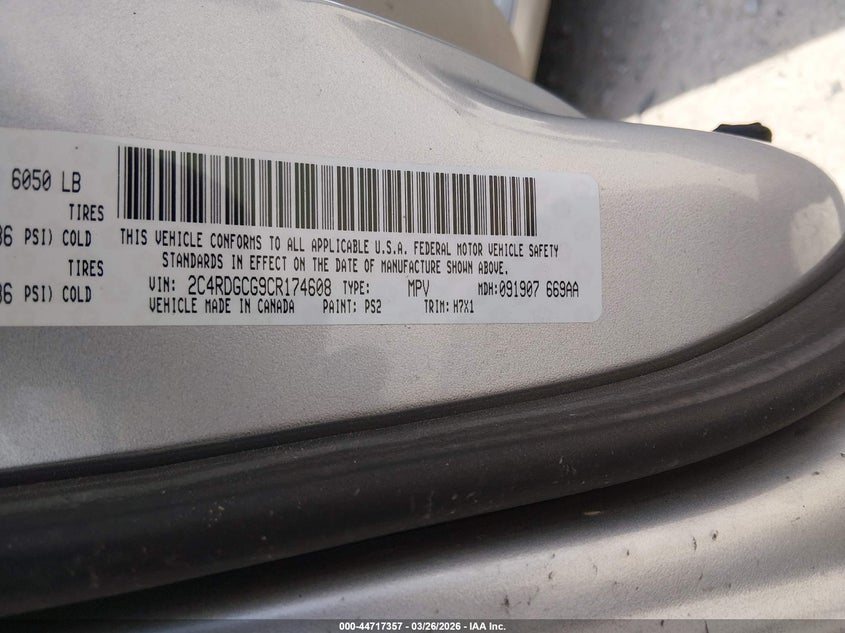 6050 LB
TIRES
36 PSI) COLD
TIRES
36 PSI) COLD
THIS VEHICLE CONFORMS TO ALL APPLICABLE U.S.A. FEDERAL MOTOR VEHICLE SAFETY
STANDARDS IN EFFECT ON THE DATE OF MANUFACTURE SHOWN ABOVE.
VIN: 2C4RDGCG9CR174608 TYPE: MPV MDH:091907 669AA
VEHICLE MADE IN CANADA PAINT: PS2 TRIM: H7X1
000-44717357 | 03/26/2026 | IAA Inc.